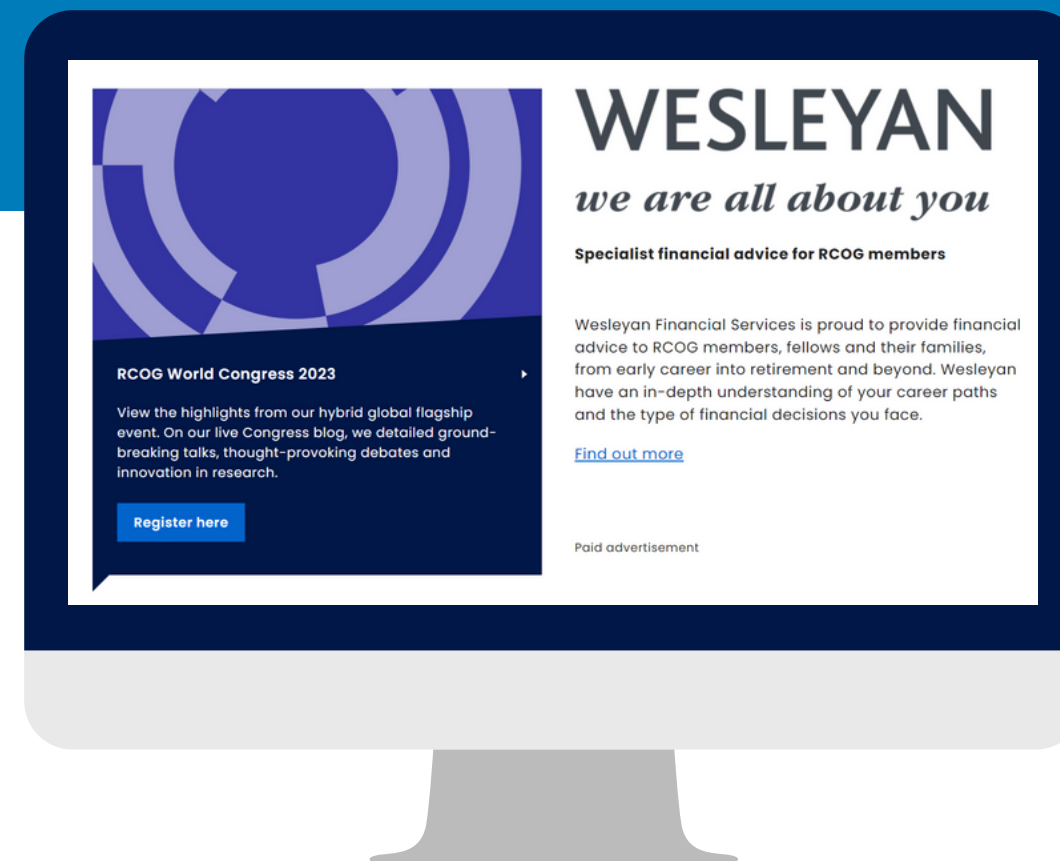 RCOG World Congress 2023
View the highlights from our hybrid global flagship
event. On our live Congress blog, we detailed ground-
breaking talks, thought-provoking debates and
innovation in research.
Register here
WESLEYAN
we are all about you
Specialist financial advice for RCOG members
Wesleyan Financial Services is proud to provide financial
advice to RCOG members, fellows and their families,
from early career into retirement and beyond. Wesleyan
have an in-depth understanding of your career paths
and the type of financial decisions you face.
Find out more
Paid advertisement